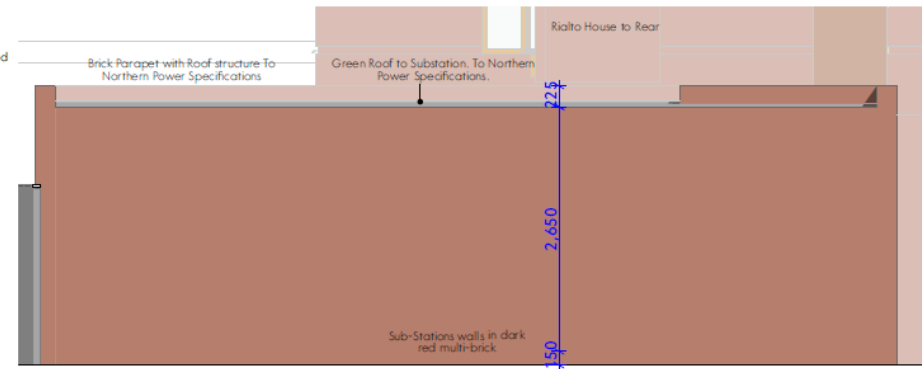 Rialto House to Rear
d
Brick Parapet with Roof structure To
Northern Power Specifications
Green Roof to Substation. To Northern
Power Specifications.
225
2,650
Sub-Stations walls in dark
red multi-brick
150